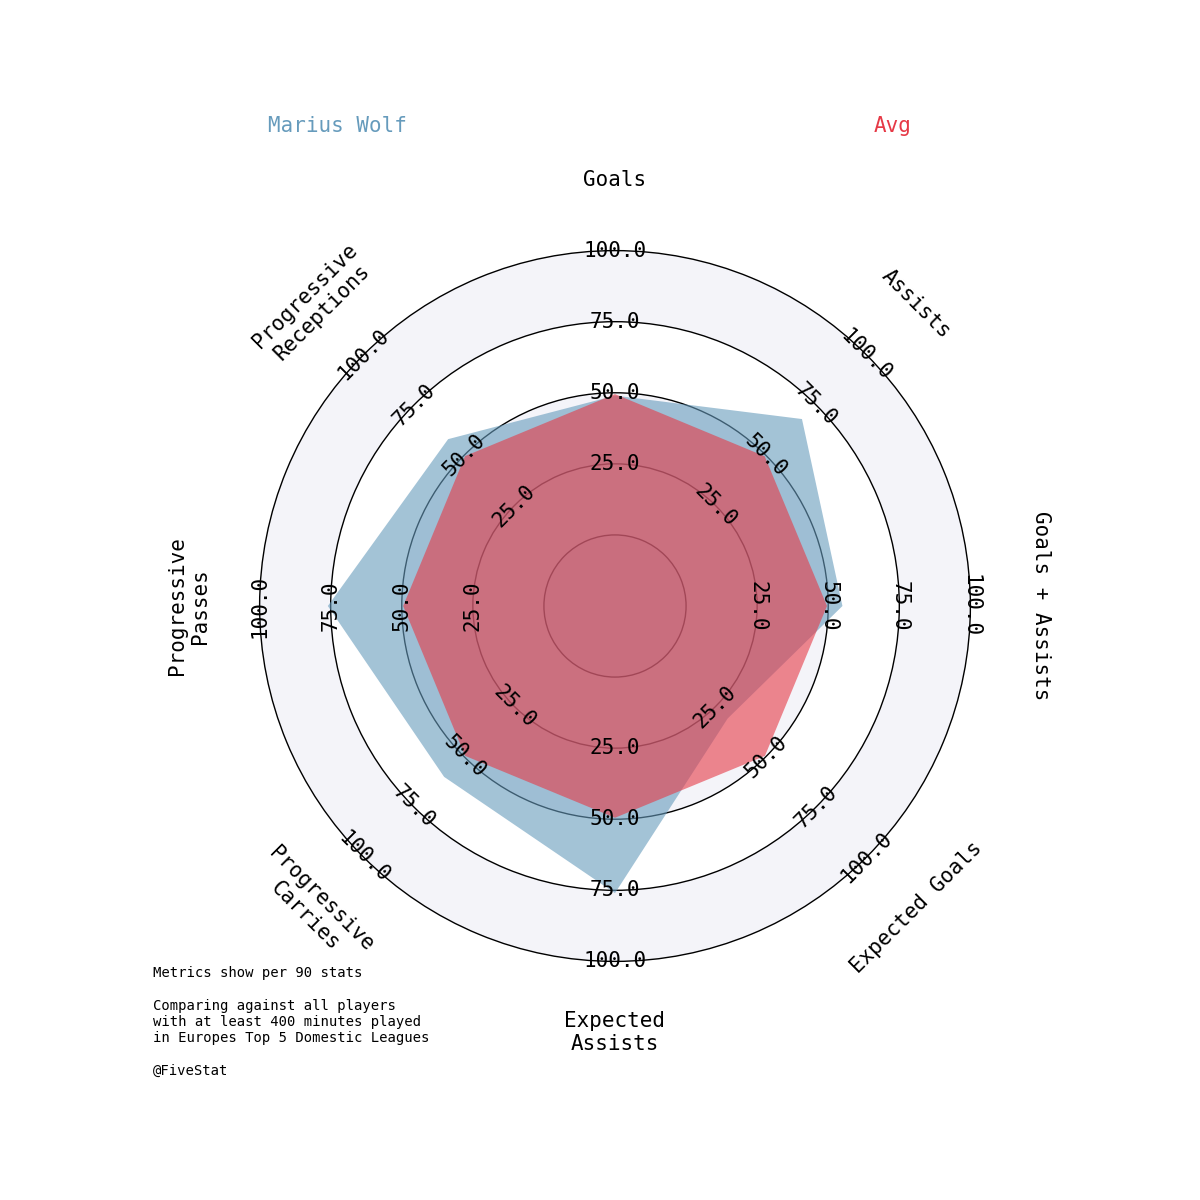 Marius Wolf
Avg
Goals
100.0
75.0
50.0
25.0
Assists
100.0
75.0
50.0
25.0
Goals + Assists
100.0
75.0
50.0
25.0
Expected Goals
100.0
75.0
50.0
25.0
Expected
Assists
100.0
75.0
50.0
25.0
Progressive
Carries
100.0
75.0
50.0
25.0
Progressive
Passes
100.0
75.0
50.0
25.0
Progressive
Receptions
100.0
75.0
50.0
25.0
Metrics show per 90 stats
Comparing against all players
with at least 400 minutes played
in Europes Top 5 Domestic Leagues
@FiveStat